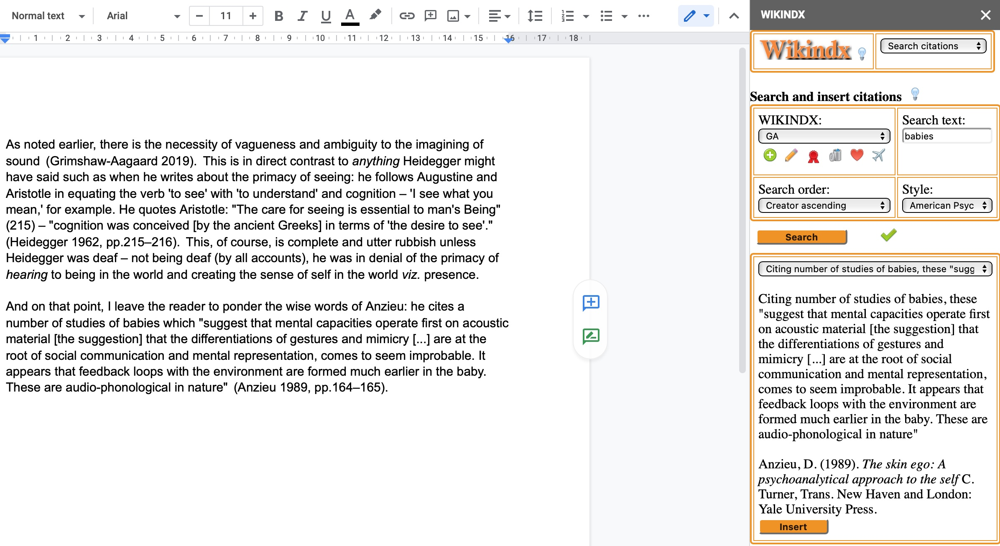 Normal text
Arial
− 11 +
B I U A
1 2 3 4 5 6 7 8 9 10 11 12 13 14 15 16 17 18
As noted earlier, there is the necessity of vagueness and ambiguity to the imagining of
sound (Grimshaw-Aagaard 2019). This is in direct contrast to anything Heidegger might
have said such as when he writes about the primacy of seeing: he follows Augustine and
Aristotle in equating the verb 'to see' with 'to understand' and cognition – 'I see what you
mean,' for example. He quotes Aristotle: "The care for seeing is essential to man's Being"
(215) – "cognition was conceived [by the ancient Greeks] in terms of 'the desire to see'."
(Heidegger 1962, pp.215–216). This, of course, is complete and utter rubbish unless
Heidegger was deaf – not being deaf (by all accounts), he was in denial of the primacy of
hearing to being in the world and creating the sense of self in the world viz. presence.
And on that point, I leave the reader to ponder the wise words of Anzieu: he cites a
number of studies of babies which "suggest that mental capacities operate first on acoustic
material [the suggestion] that the differentiations of gestures and mimicry [...] are at the
root of social communication and mental representation, comes to seem improbable. It
appears that feedback loops with the environment are formed much earlier in the baby.
These are audio-phonological in nature" (Anzieu 1989, pp.164–165).
WIKINDX
Wikindx
Search citations
Search and insert citations
WIKINDX:
GA
Search text:
babies
Search order:
Creator ascending
Style:
American Psyc
Search
Citing number of studies of babies, these "sugg
Citing number of studies of babies, these
"suggest that mental capacities operate first
on acoustic material [the suggestion] that
the differentiations of gestures and
mimicry [...] are at the root of social
communication and mental representation,
comes to seem improbable. It appears that
feedback loops with the environment are
formed much earlier in the baby. These are
audio-phonological in nature"
Anzieu, D. (1989). The skin ego: A
psychoanalytical approach to the self C.
Turner, Trans. New Haven and London:
Yale University Press.
Insert